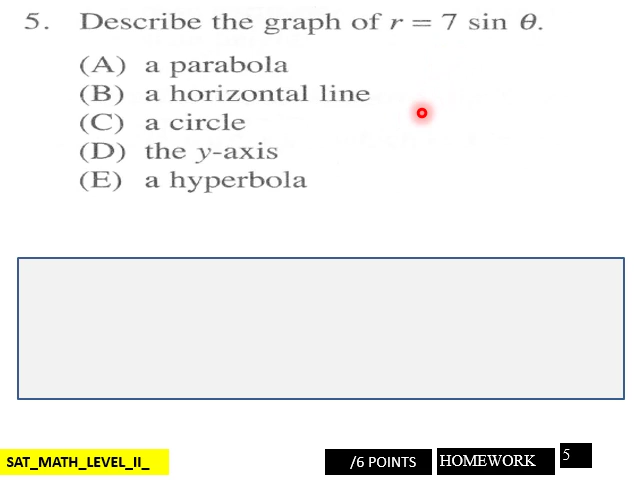 5. Describe the graph of r = 7 sin θ.
(A) a parabola
(B) a horizontal line
(C) a circle
(D) the y-axis
(E) a hyperbola
SAT_MATH_LEVEL_II_ /6 POINTS HOMEWORK 5